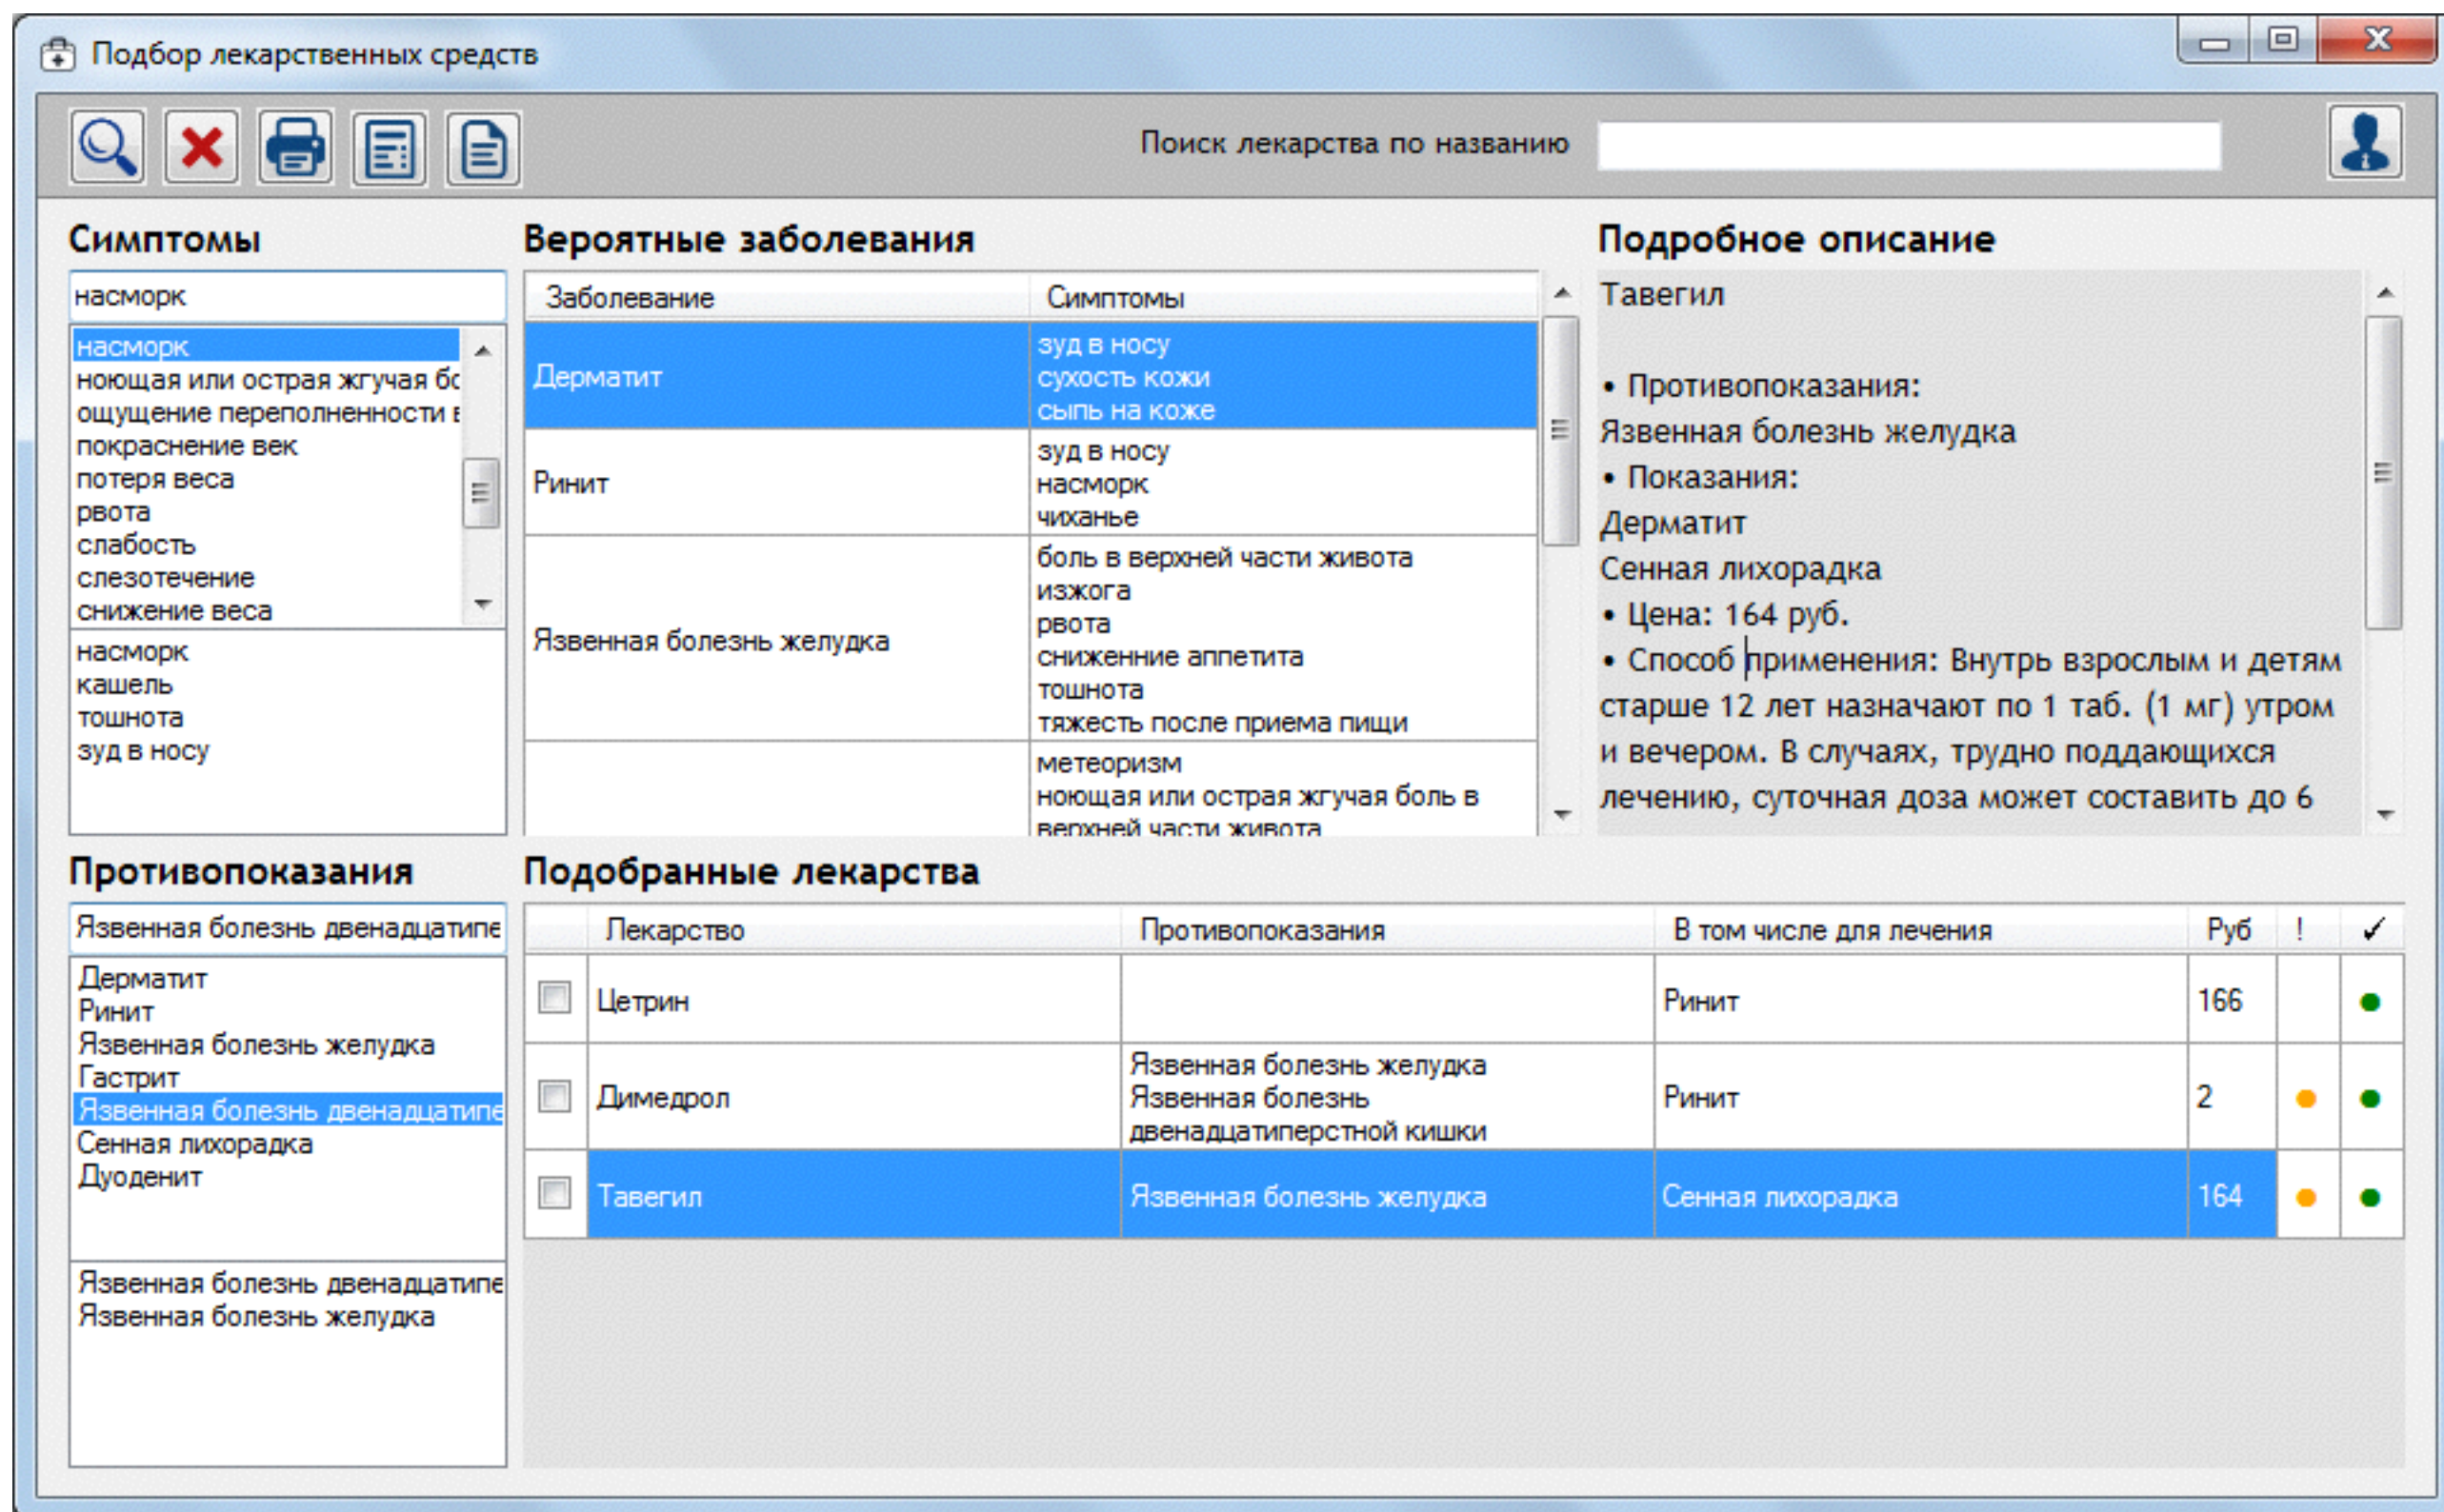 Подбор лекарственных средств
Поиск лекарства по названию
Симптомы
насморк
насморк
ноющая или острая жгучая бо
ощущение переполненности в
покраснение век
потеря веса
рвота
слабость
слезотечение
снижение веса
насморк
кашель
тошнота
зуд в носу
Вероятные заболевания
Заболевание Симптомы
Дерматит
зуд в носу
сухость кожи
сыпь на коже
Ринит
зуд в носу
насморк
чиханье
Язвенная болезнь желудка
боль в верхней части живота
изжога
рвота
сниженние аппетита
тошнота
тяжесть после приема пищи
метеоризм
ноющая или острая жгучая боль в
верхней части живота
Подробное описание
Тавегил
• Противопоказания:
Язвенная болезнь желудка
• Показания:
Дерматит
Сенная лихорадка
• Цена: 164 руб.
• Способ применения: Внутрь взрослым и детям
старше 12 лет назначают по 1 таб. (1 мг) утром
и вечером. В случаях, трудно поддающихся
лечению, суточная доза может составить до 6
Противопоказания
Язвенная болезнь двенадцатипе
Дерматит
Ринит
Язвенная болезнь желудка
Гастрит
Язвенная болезнь двенадцатипе
Сенная лихорадка
Дуоденит
Язвенная болезнь двенадцатипе
Язвенная болезнь желудка
Подобранные лекарства
Лекарство Противопоказания В том числе для лечения Руб ! ✓
Цетрин Ринит 166
Димедрол
Язвенная болезнь желудка
Язвенная болезнь
двенадцатиперстной кишки
Ринит 2
Тавегил Язвенная болезнь желудка Сенная лихорадка 164